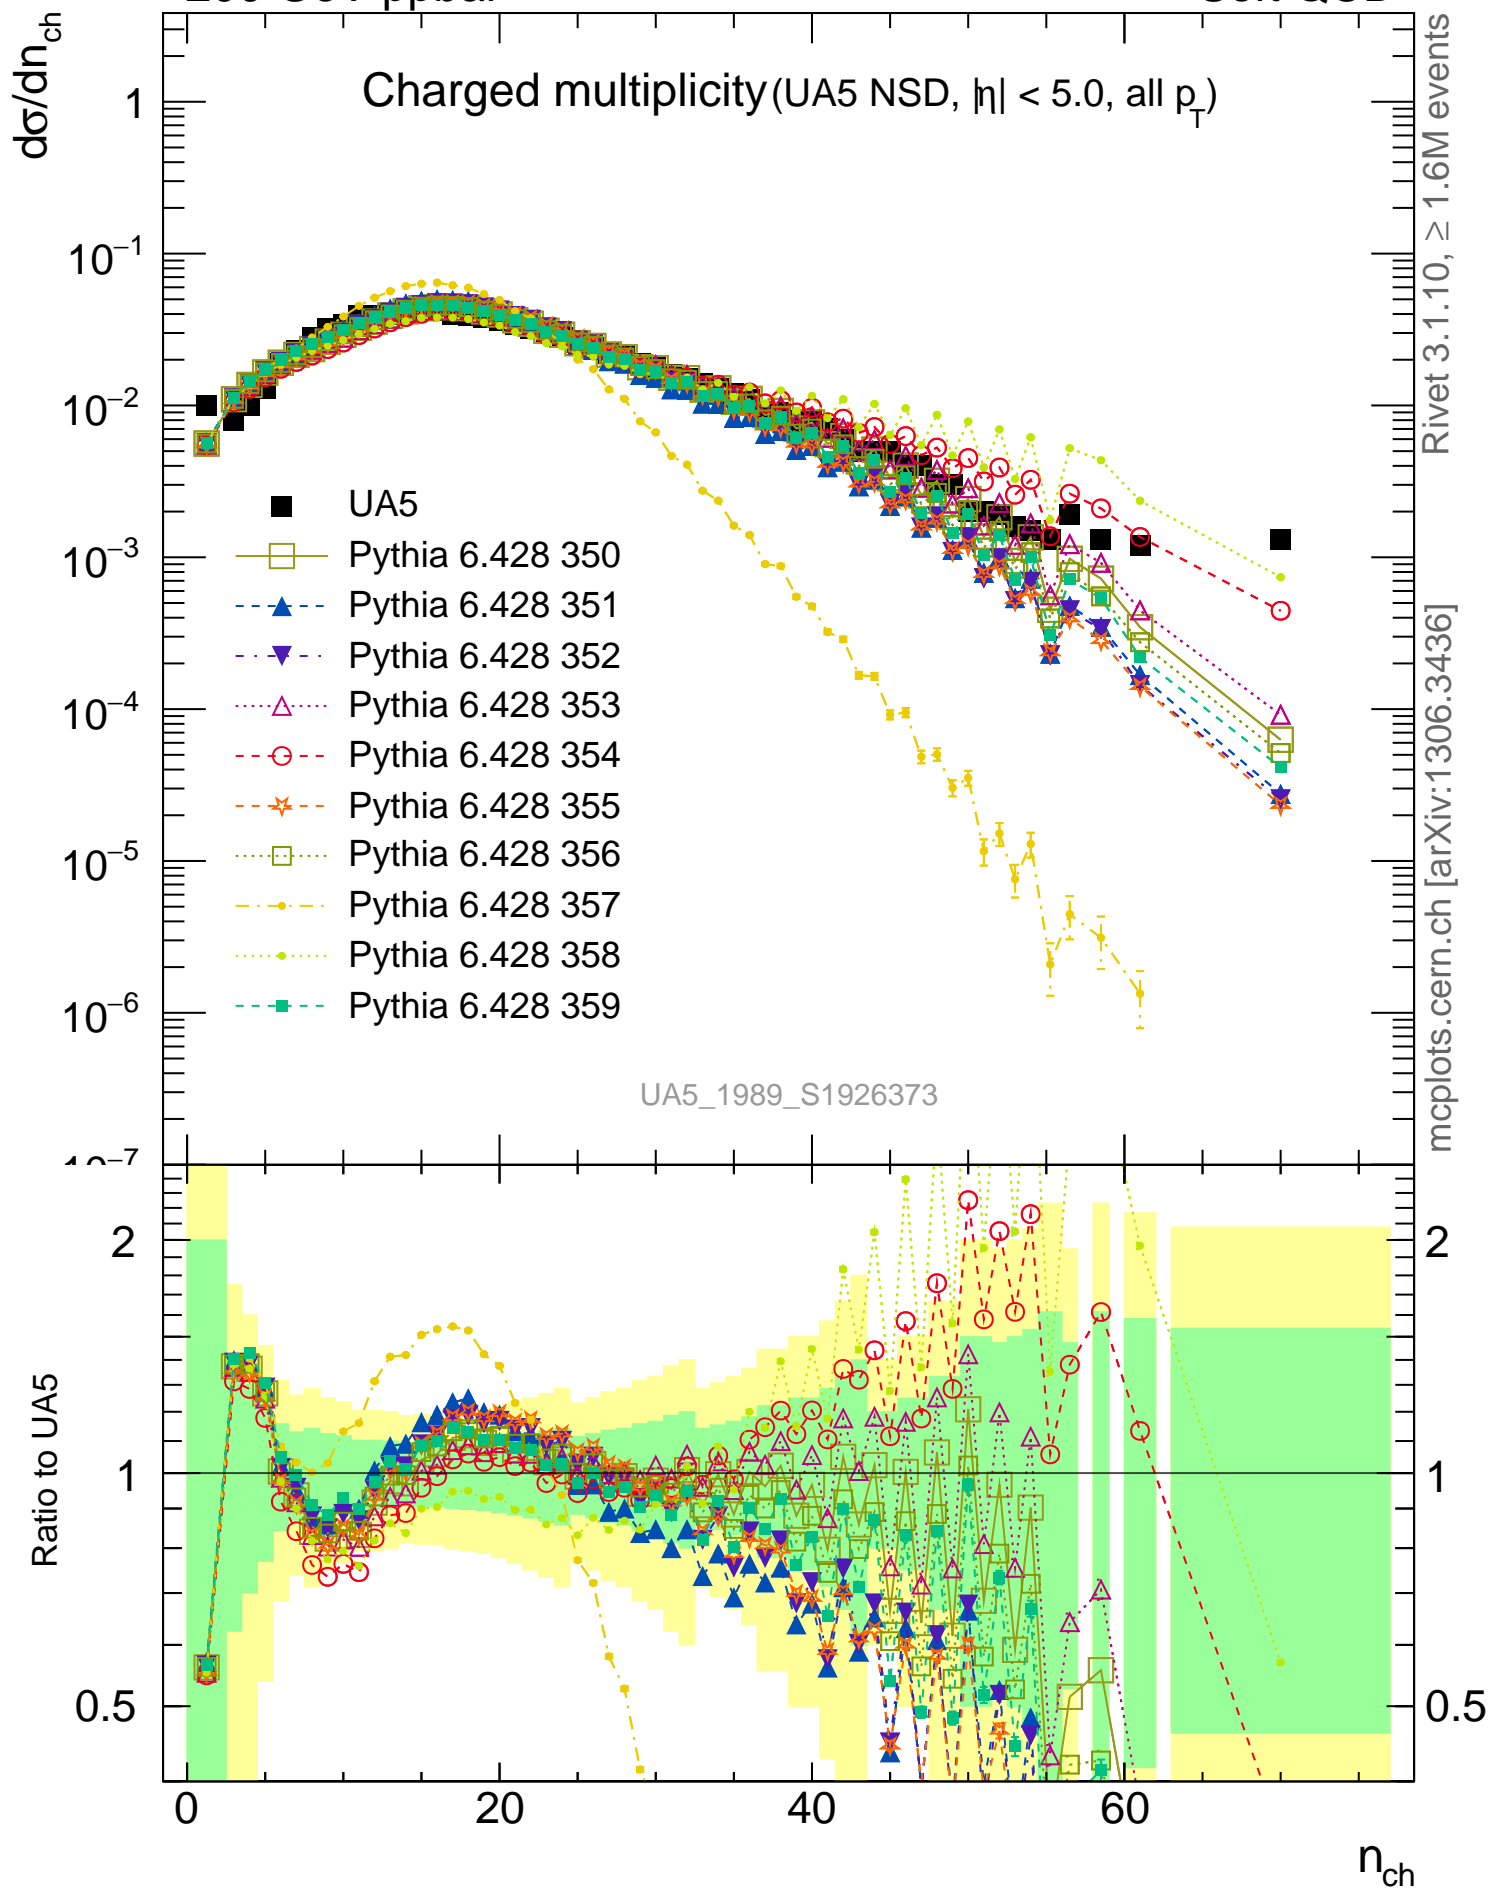 dσ/dn_ch
Charged multiplicity (UA5 NSD, |η| < 5.0, all p_T)
1
10⁻¹
10⁻²
10⁻³
10⁻⁴
10⁻⁵
10⁻⁶
UA5
Pythia 6.428 350
Pythia 6.428 351
Pythia 6.428 352
Pythia 6.428 353
Pythia 6.428 354
Pythia 6.428 355
Pythia 6.428 356
Pythia 6.428 357
Pythia 6.428 358
Pythia 6.428 359
UA5_1989_S1926373
Rivet 3.1.10, ≥ 1.6M events
mcplots.cern.ch [arXiv:1306.3436]
Ratio to UA5
2
1
0.5
2
1
0.5
0 20 40 60
n_ch